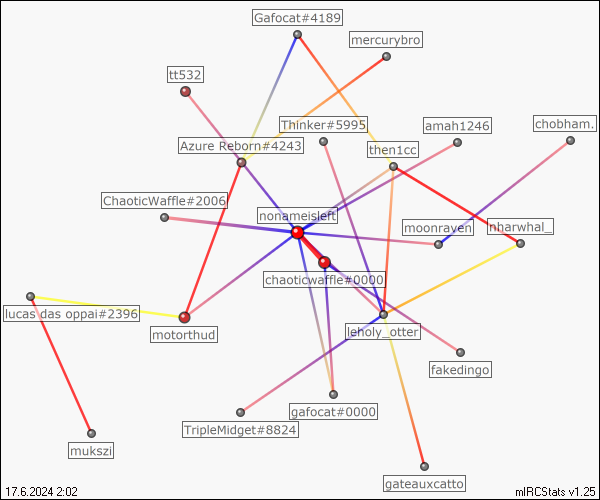 Gafocat#4189
mercurybro
tt532
Thinker#5995
amah1246
chobham.
Azure Reborn#4243
then1cc
ChaoticWaffle#2006
nonameisleft
moonraven
nharwhal_
chaoticwaffle#0000
lucas das oppai#2396
motorthud
leholy_otter
fakedingo
gafocat#0000
TripleMidget#8824
mukszi
gateauxcatto
17.6.2024 2:02
mIRCStats v1.25